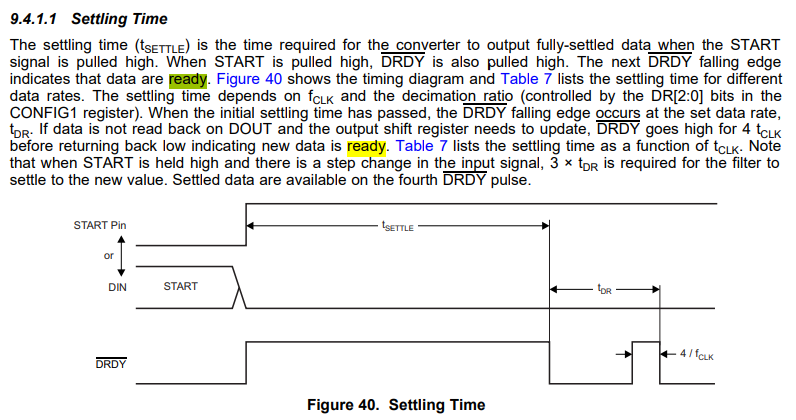 9.4.1.1 Settling Time
The settling time (tSETTLE) is the time required for the converter to output fully-settled data when the START
signal is pulled high. When START is pulled high, DRDY is also pulled high. The next DRDY falling edge
indicates that data are ready. Figure 40 shows the timing diagram and Table 7 lists the settling time for different
data rates. The settling time depends on fCLK and the decimation ratio (controlled by the DR[2:0] bits in the
CONFIG1 register). When the initial settling time has passed, the DRDY falling edge occurs at the set data rate,
tDR. If data is not read back on DOUT and the output shift register needs to update, DRDY goes high for 4 tCLK
before returning back low indicating new data is ready. Table 7 lists the settling time as a function of tCLK. Note
that when START is held high and there is a step change in the input signal, 3 × tDR is required for the filter to
settle to the new value. Settled data are available on the fourth DRDY pulse.
START Pin
tSETTLE
or
DIN
START
tDR
DRDY
4 / fCLK
Figure 40. Settling Time